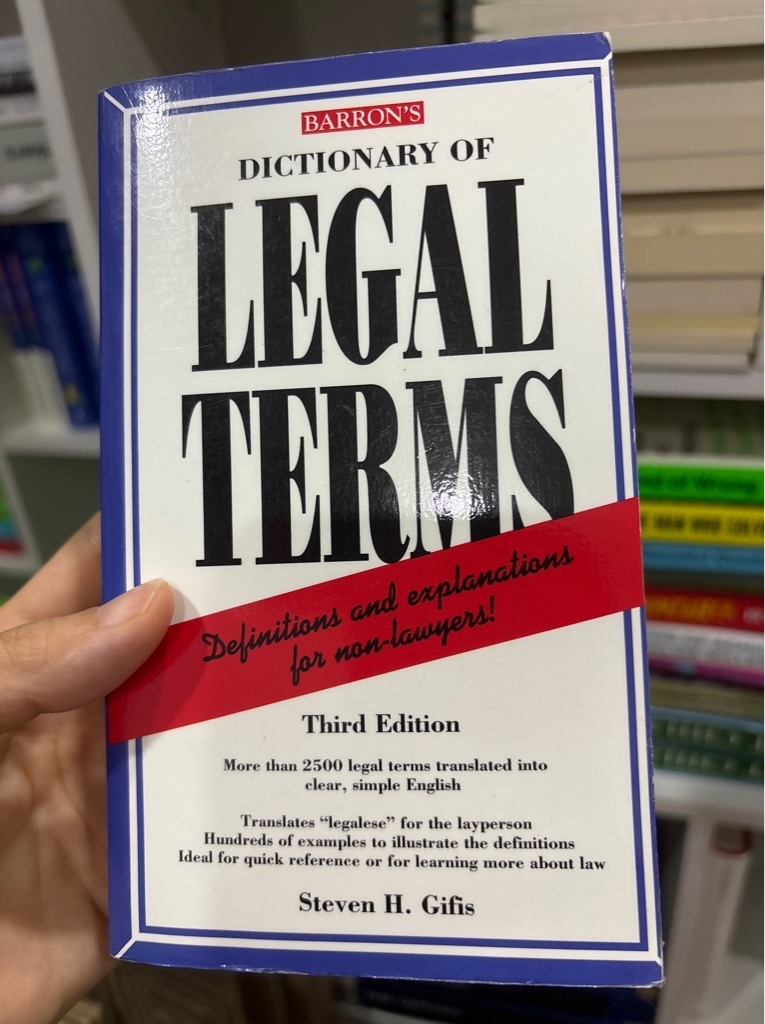 BARRON'S
DICTIONARY OF
LEGAL
TERMS
Definitions and explanations
for non-lawyers!
Third Edition
More than 2500 legal terms translated into
clear, simple English
Translates “legalese” for the layperson
Hundreds of examples to illustrate the definitions
Ideal for quick reference or for learning more about law
Steven H. Gifis